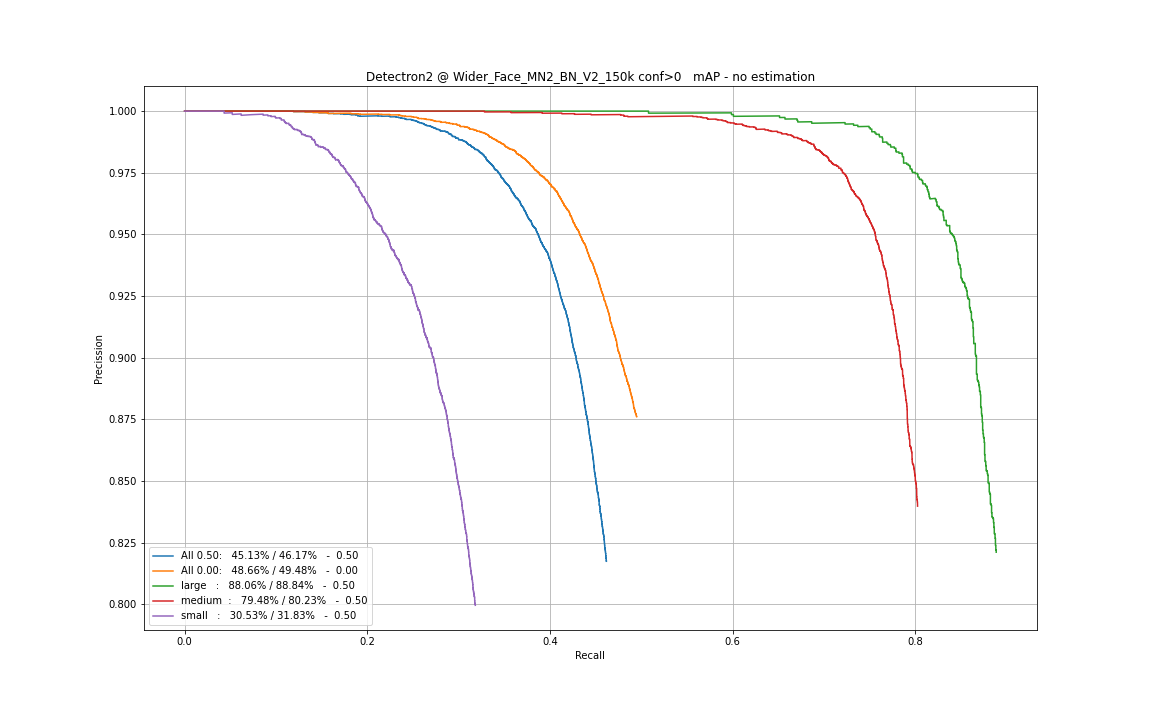 Detectron2 @ Wider_Face_MN2_BN_V2_150k conf>0   mAP - no estimation
1.000
0.975
0.950
0.925
0.900
0.875
0.850
0.825
0.800
Precission
All 0.50:   45.13% / 46.17%   -  0.50
All 0.00:   48.66% / 49.48%   -  0.00
large   :   88.06% / 88.84%   -  0.50
medium  :   79.48% / 80.23%   -  0.50
small   :   30.53% / 31.83%   -  0.50
0.0 0.2 0.4 0.6 0.8
Recall